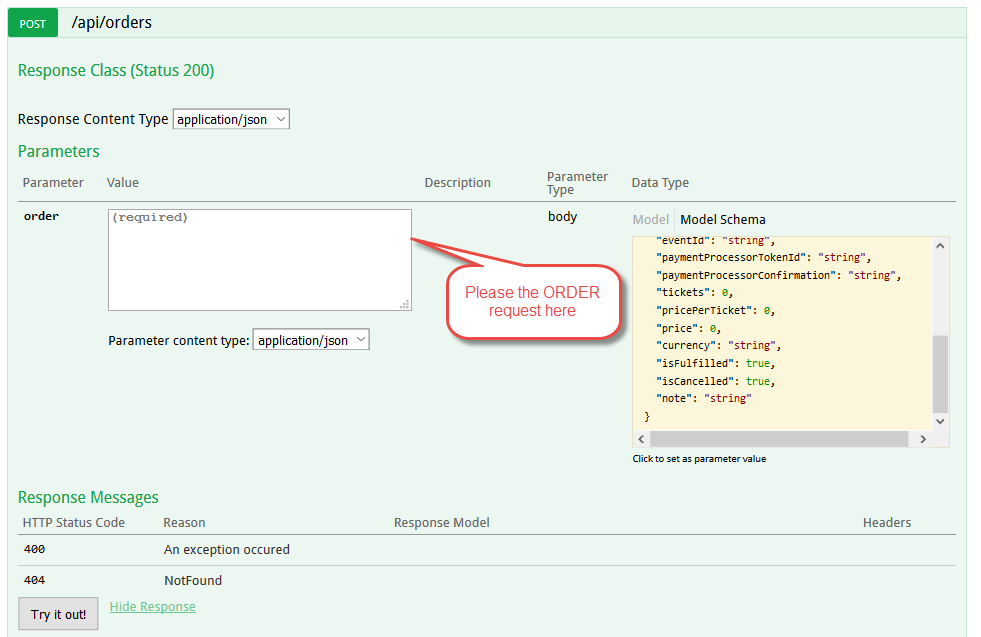 POST /api/orders
Response Class (Status 200)
Response Content Type application/json
Parameters
Parameter Value Description Parameter Type Data Type
order (required) body Model Model Schema
"eventId": "string",
"paymentProcessorTokenId": "string",
"paymentProcessorConfirmation": "string",
"tickets": 0,
"pricePerTicket": 0,
"price": 0,
"currency": "string",
"isFulfilled": true,
"isCancelled": true,
"note": "string"
}
Please the ORDER
request here
Parameter content type: application/json
Click to set as parameter value
Response Messages
HTTP Status Code Reason Response Model Headers
400 An exception occured
404 NotFound
Try it out! Hide Response